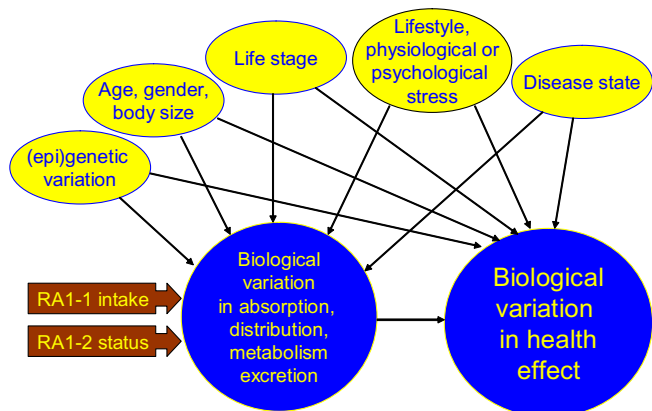 Lifestyle,
physiological or
psychological
stress
Life stage
Disease state
Age, gender,
body size
(epi)genetic
variation
Biological
variation
in absorption,
distribution,
metabolism
excretion
RA1-1 intake
RA1-2 status
Biological
variation
in health
effect